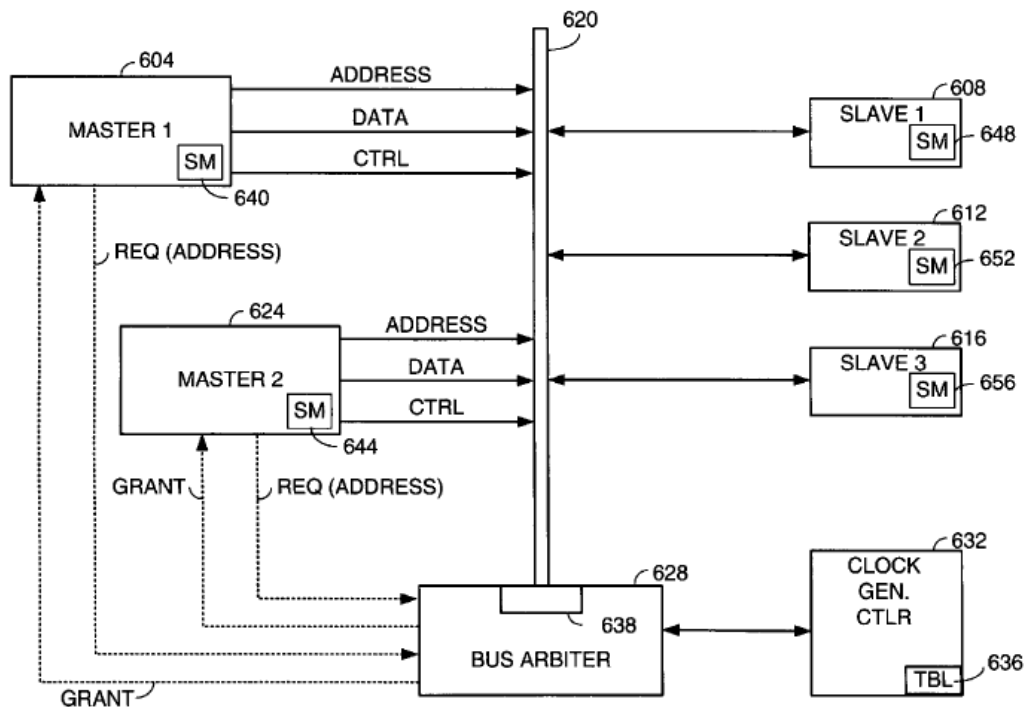 620
604
ADDRESS
608
MASTER 1
DATA
SLAVE 1
SM
648
SM
CTRL
640
612
REQ (ADDRESS)
SLAVE 2
SM
652
624
ADDRESS
616
MASTER 2
DATA
SLAVE 3
SM
656
SM
CTRL
644
GRANT
REQ (ADDRESS)
632
628
CLOCK
GEN.
CTLR
638
BUS ARBITER
TBL
636
GRANT